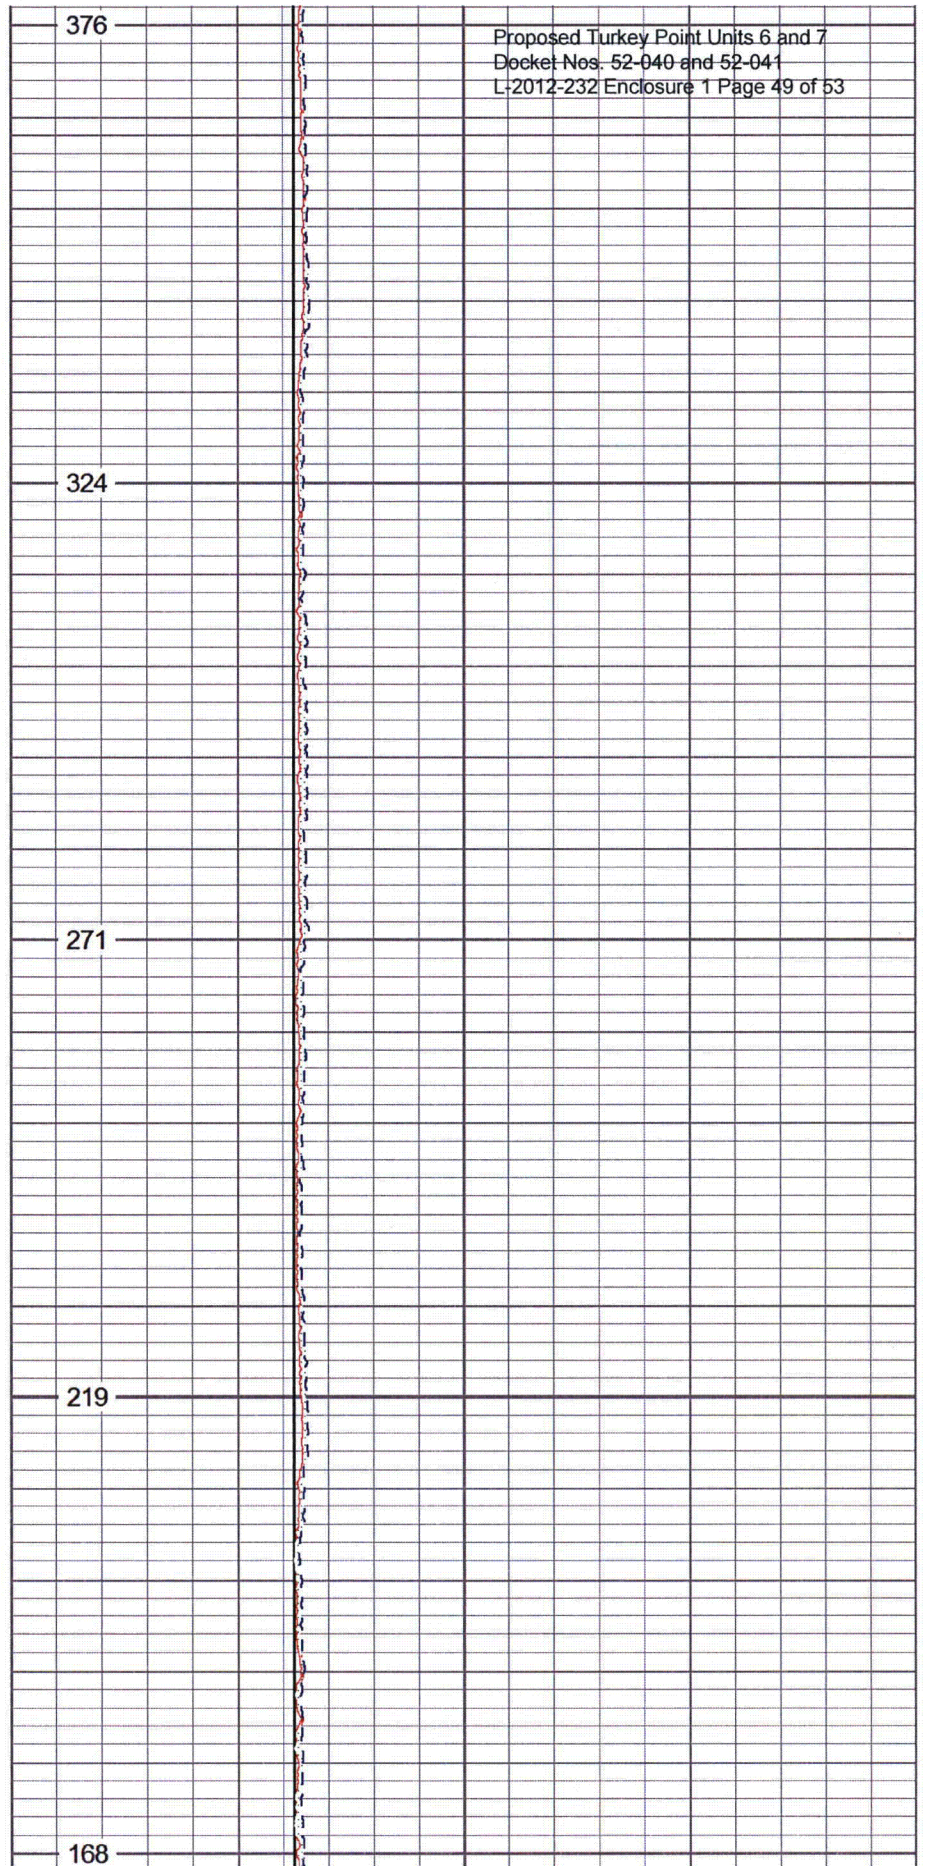 376
Proposed Turkey Point Units 6 and 7
Docket Nos. 52-040 and 52-041
L-2012-232 Enclosure 1 Page 49 of 53
324
271
219
168